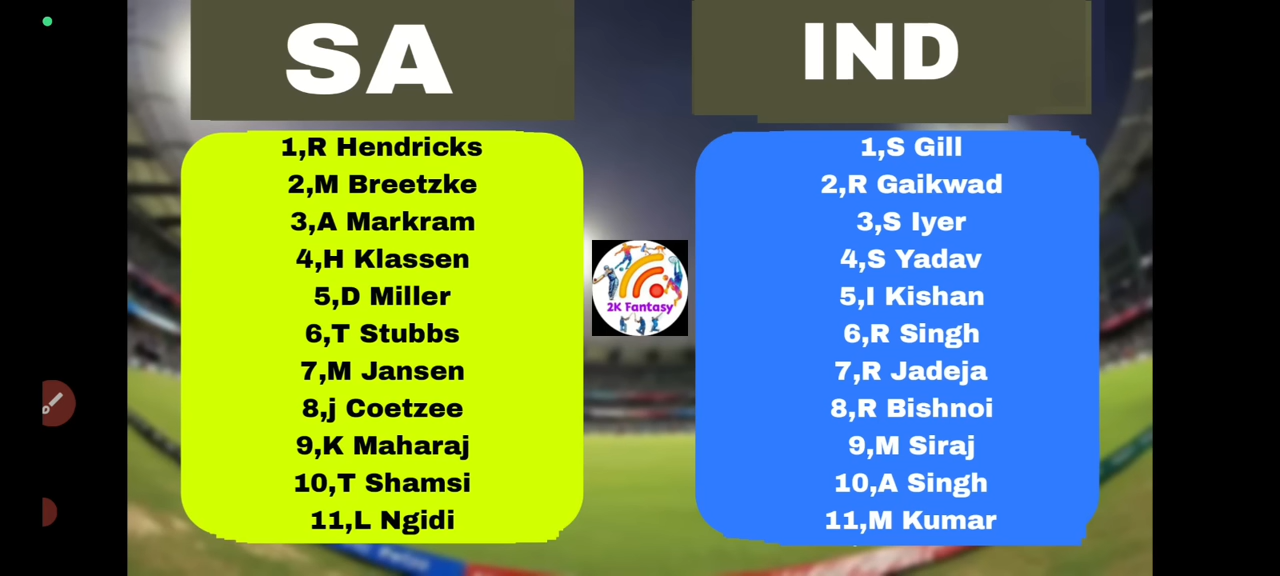 SA
1,R Hendricks
2,M Breetzke
3,A Markram
4,H Klassen
5,D Miller
6,T Stubbs
7,M Jansen
8,j Coetzee
9,K Maharaj
10,T Shamsi
11,L Ngidi
2K Fantasy
IND
1,S Gill
2,R Gaikwad
3,S Iyer
4,S Yadav
5,I Kishan
6,R Singh
7,R Jadeja
8,R Bishnoi
9,M Siraj
10,A Singh
11,M Kumar